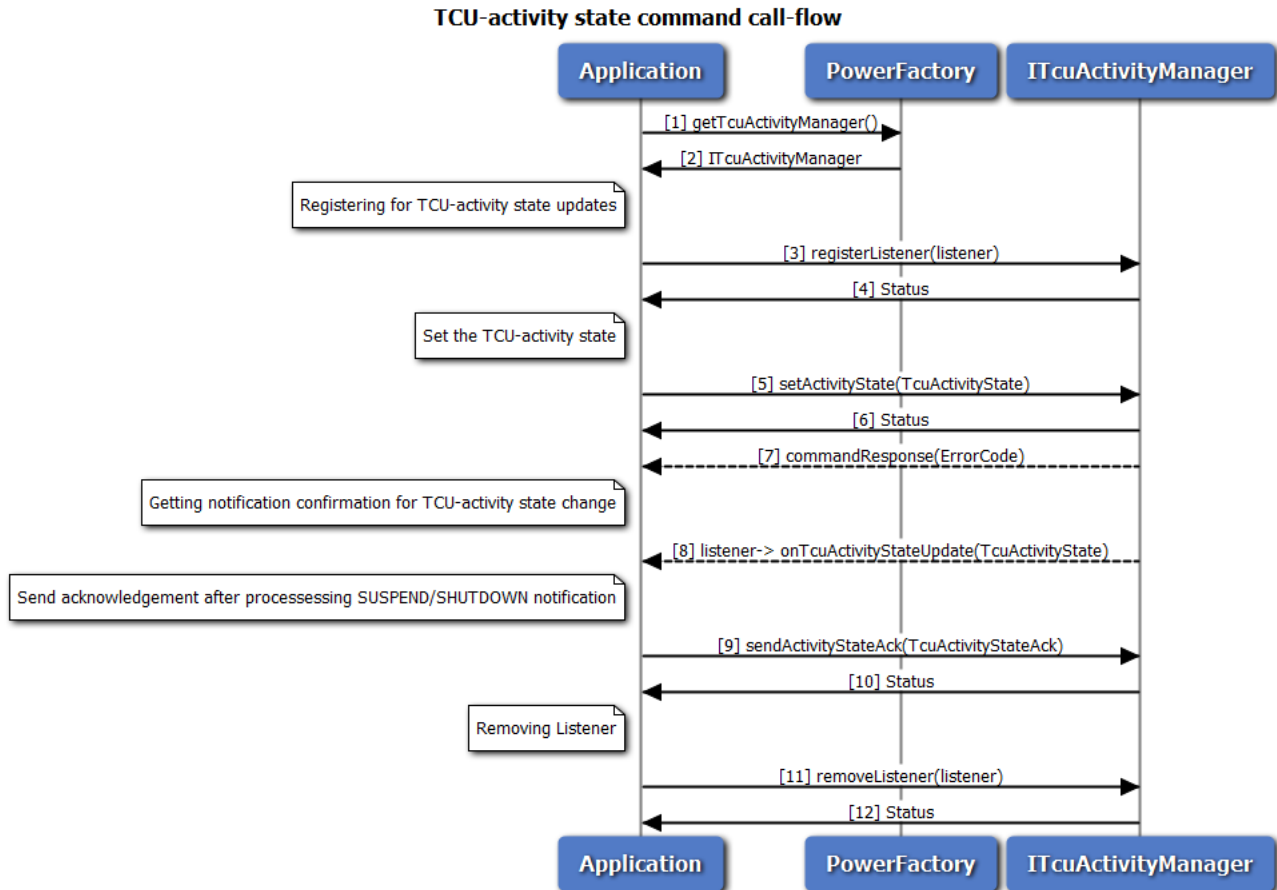 TCU-activity state command call-flow
Application
PowerFactory
ITcuActivityManager
[1] getTcuActivityManager()
[2] ITcuActivityManager
Registering for TCU-activity state updates
[3] registerListener(listener)
[4] Status
Set the TCU-activity state
[5] setActivityState(TcuActivityState)
[6] Status
[7] commandResponse(ErrorCode)
Getting notification confirmation for TCU-activity state change
[8] listener-> onTcuActivityStateUpdate(TcuActivityState)
Send acknowledgement after processessing SUSPEND/SHUTDOWN notification
[9] sendActivityStateAck(TcuActivityStateAck)
[10] Status
Removing Listener
[11] removeListener(listener)
[12] Status
Application
PowerFactory
ITcuActivityManager